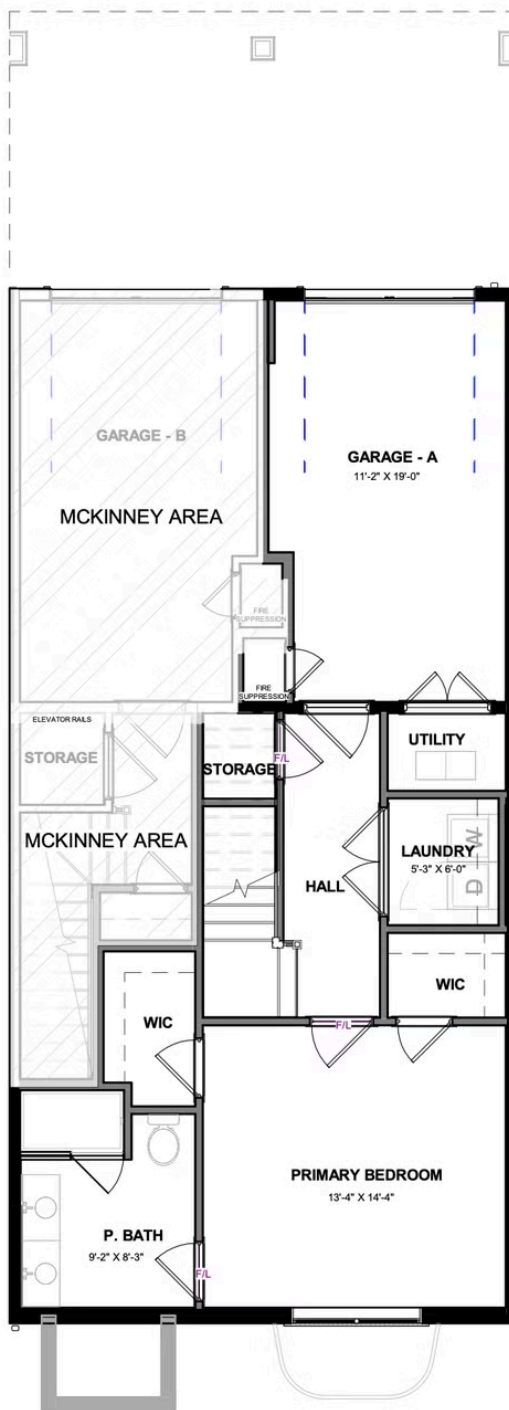 GARAGE - B
MCKINNEY AREA
GARAGE - A
11'-2" X 19'-0"
FIRE
SUPPRESSION
FIRE
SUPPRESSION
ELEVATOR RAILS
STORAGE
STORAGE
F/L
UTILITY
MCKINNEY AREA
LAUNDRY
5'-3" X 6'-0"
W
D
HALL
WIC
WIC
F/L
PRIMARY BEDROOM
13'-4" X 14'-4"
P. BATH
9'-2" X 8'-3"
F/L